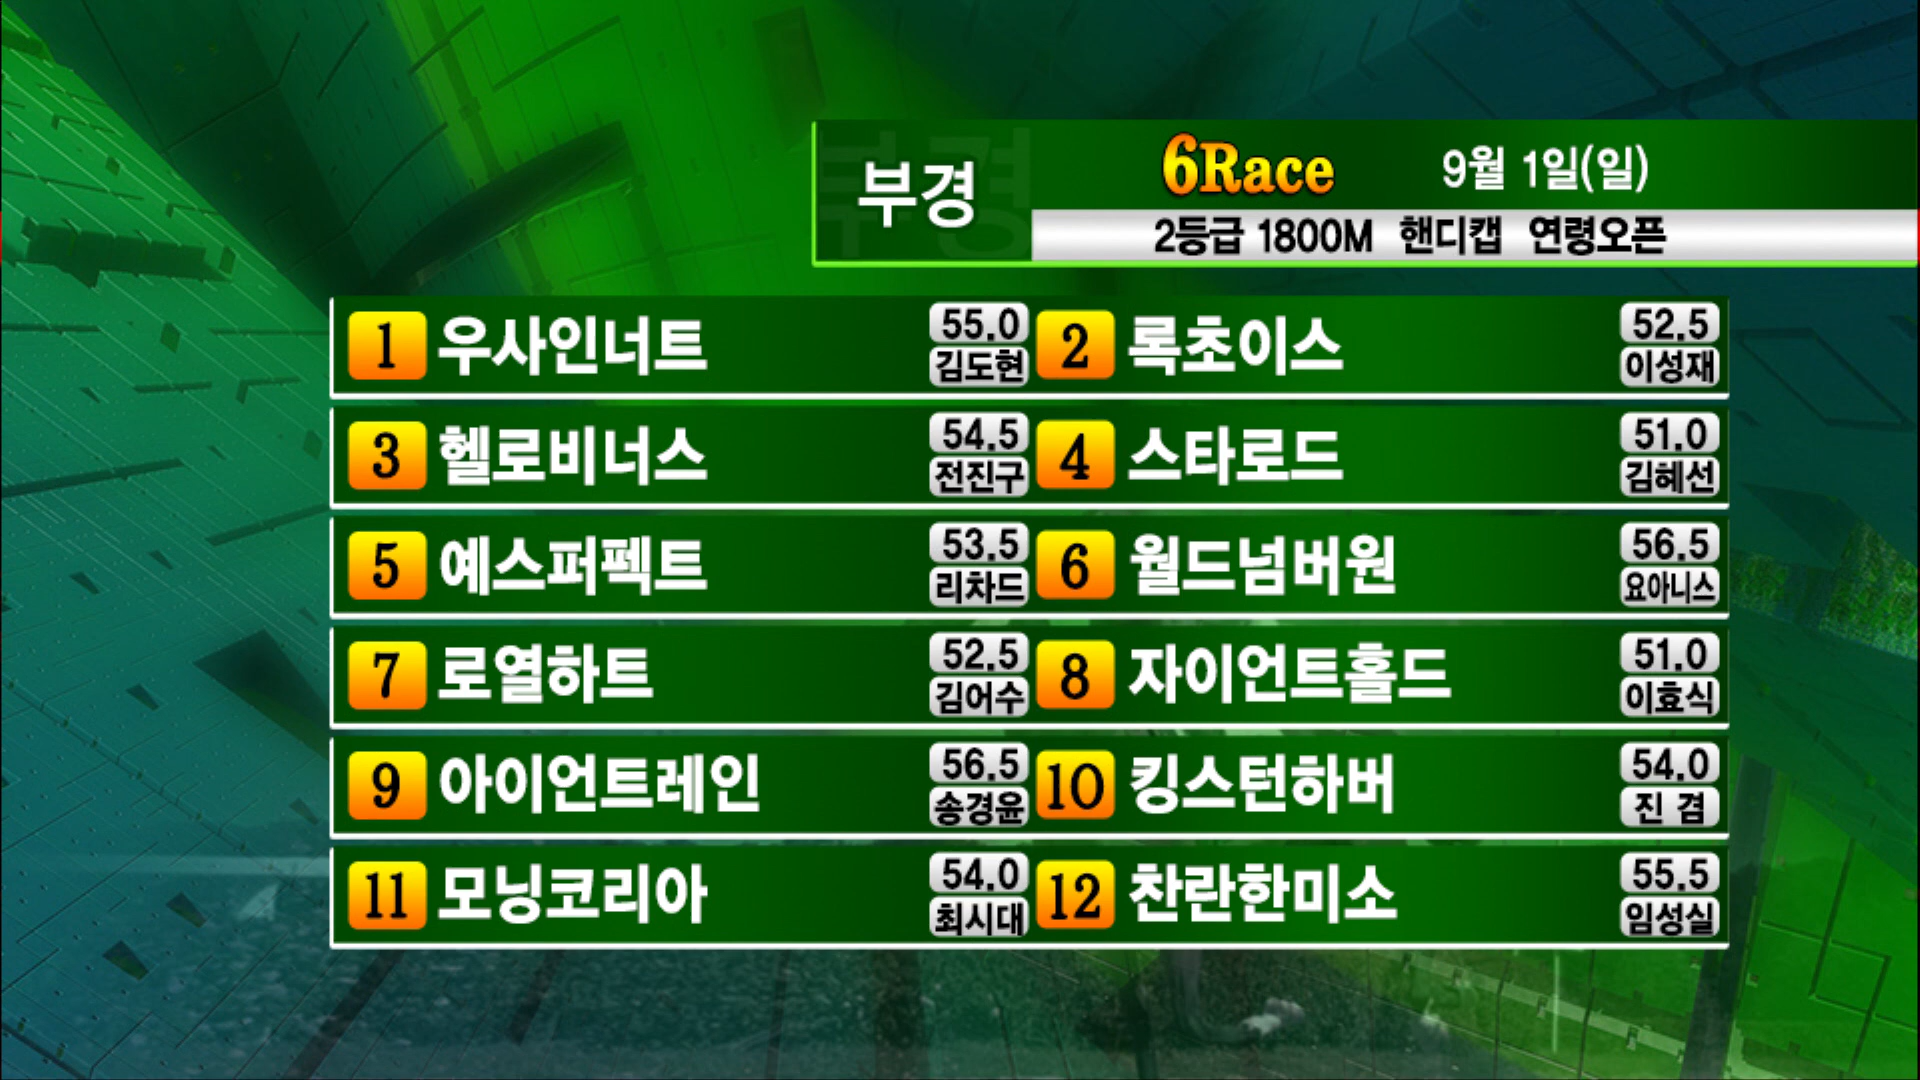 부경
6Race 9월 1일(일)
2등급 1800M 핸디캡 연령오픈
1 우사인너트 55.0 김도현
2 록초이스 52.5 이성재
3 헬로비너스 54.5 전진구
4 스타로드 51.0 김혜선
5 예스퍼펙트 53.5 리차드
6 월드넘버원 56.5 요아니스
7 로열하트 52.5 김어수
8 자이언트홀드 51.0 이효식
9 아이언트레인 56.5 송경윤
10 킹스턴하버 54.0 진 겸
11 모닝코리아 54.0 최시대
12 찬란한미소 55.5 임성실